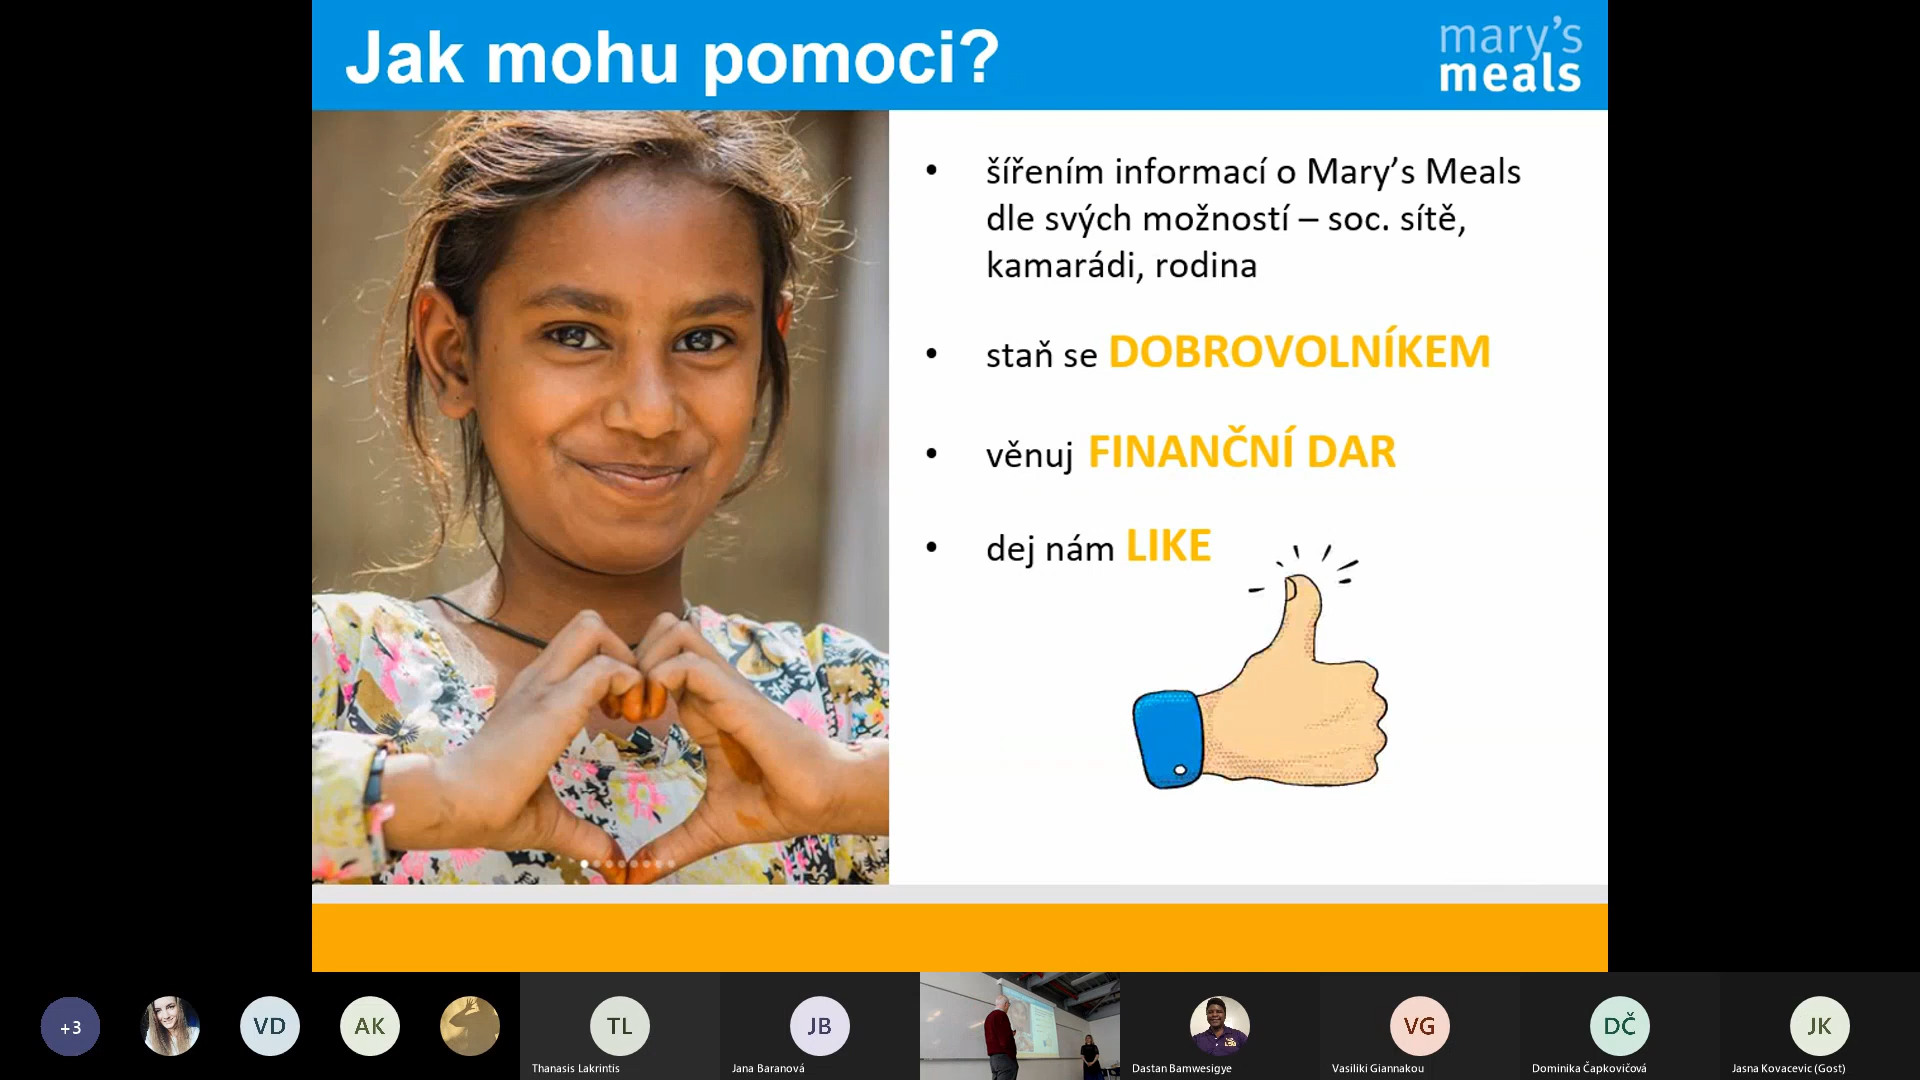 Jak mohu pomoci?
mary's
meals
• šířením informací o Mary's Meals
dle svých možností – soc. sítě,
kamarádi, rodina
• staň se DOBROVOLNÍKEM
• věnuj FINANČNÍ DAR
• dej nám LIKE
+3
VD
AK
TL
Thanasis Lakrintis
JB
Jana Baranová
LSU
Dastan Bamwesigye
VG
Vasiliki Giannakou
DČ
Dominika Čapkovičová
JK
Jasna Kovacevic (Gost)